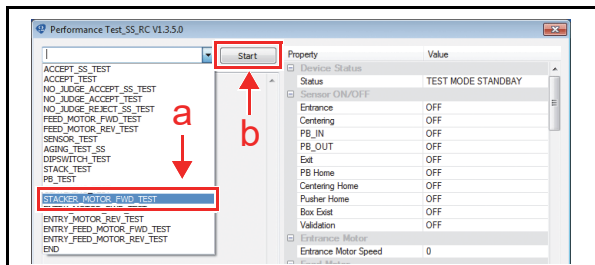 Performance Test_SS_RC V1.3.5.0
Start
Property Value
ACCEPT_SS_TEST
ACCEPT_TEST
NO_JUDGE_ACCEPT_SS_TEST
NO_JUDGE_ACCEPT_TEST
NO_JUDGE_REJECT_SS_TEST
FEED_MOTOR_FWD_TEST
FEED_MOTOR_REV_TEST
SENSOR_TEST
AGING_TEST_SS
DIPSWITCH_TEST
STACK_TEST
PB_TEST
STACKER_MOTOR_FWD_TEST
ENTRY_MOTOR_REV_TEST
ENTRY_FEED_MOTOR_FWD_TEST
ENTRY_FEED_MOTOR_REV_TEST
END
a
b
Device Status
Status TEST MODE STANDBAY
Sensor ON/OFF
Entrance OFF
Centering OFF
PB_IN OFF
PB_OUT OFF
Exit OFF
PB Home OFF
Centering Home OFF
Pusher Home OFF
Box Exist OFF
Validation OFF
Entrance Motor
Entrance Motor Speed 0
Feed Motor